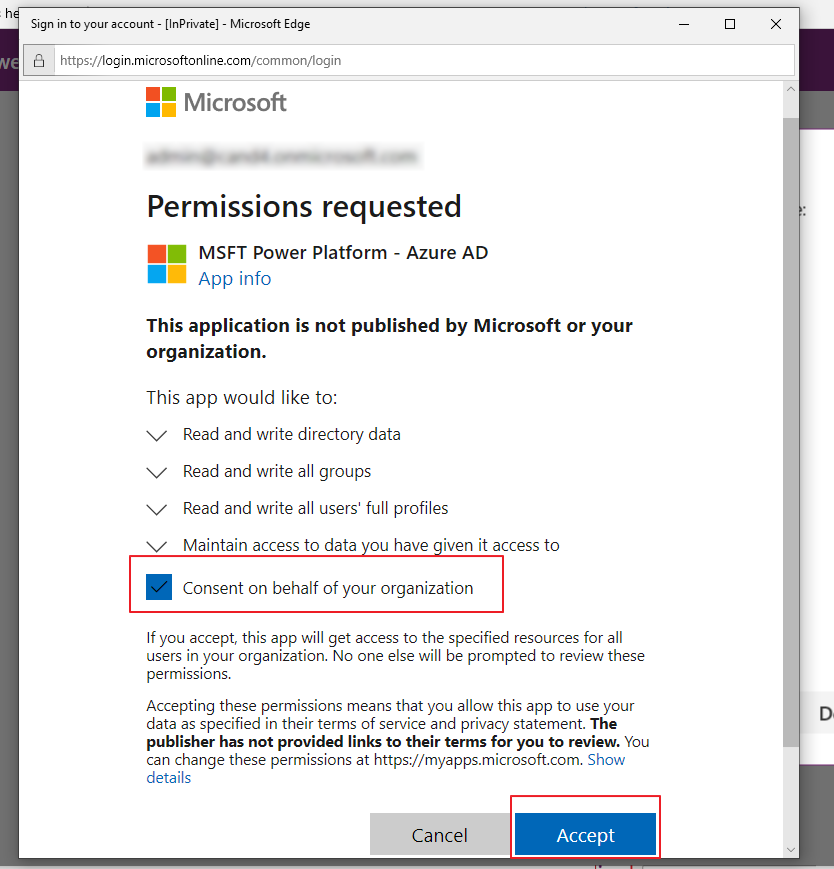 he
Sign in to your account - [InPrivate] - Microsoft Edge
we
https://login.microsoftonline.com/common/login
Microsoft
admin@cand4.onmicrosoft.com
Permissions requested
e:
MSFT Power Platform - Azure AD
App info
This application is not published by Microsoft or your
organization.
This app would like to:
Read and write directory data
Read and write all groups
Read and write all users' full profiles
Maintain access to data you have given it access to
Consent on behalf of your organization
If you accept, this app will get access to the specified resources for all
users in your organization. No one else will be prompted to review these
permissions.
Accepting these permissions means that you allow this app to use your
data as specified in their terms of service and privacy statement. The
publisher has not provided links to their terms for you to review. You
can change these permissions at https://myapps.microsoft.com. Show
details
Cancel
Accept